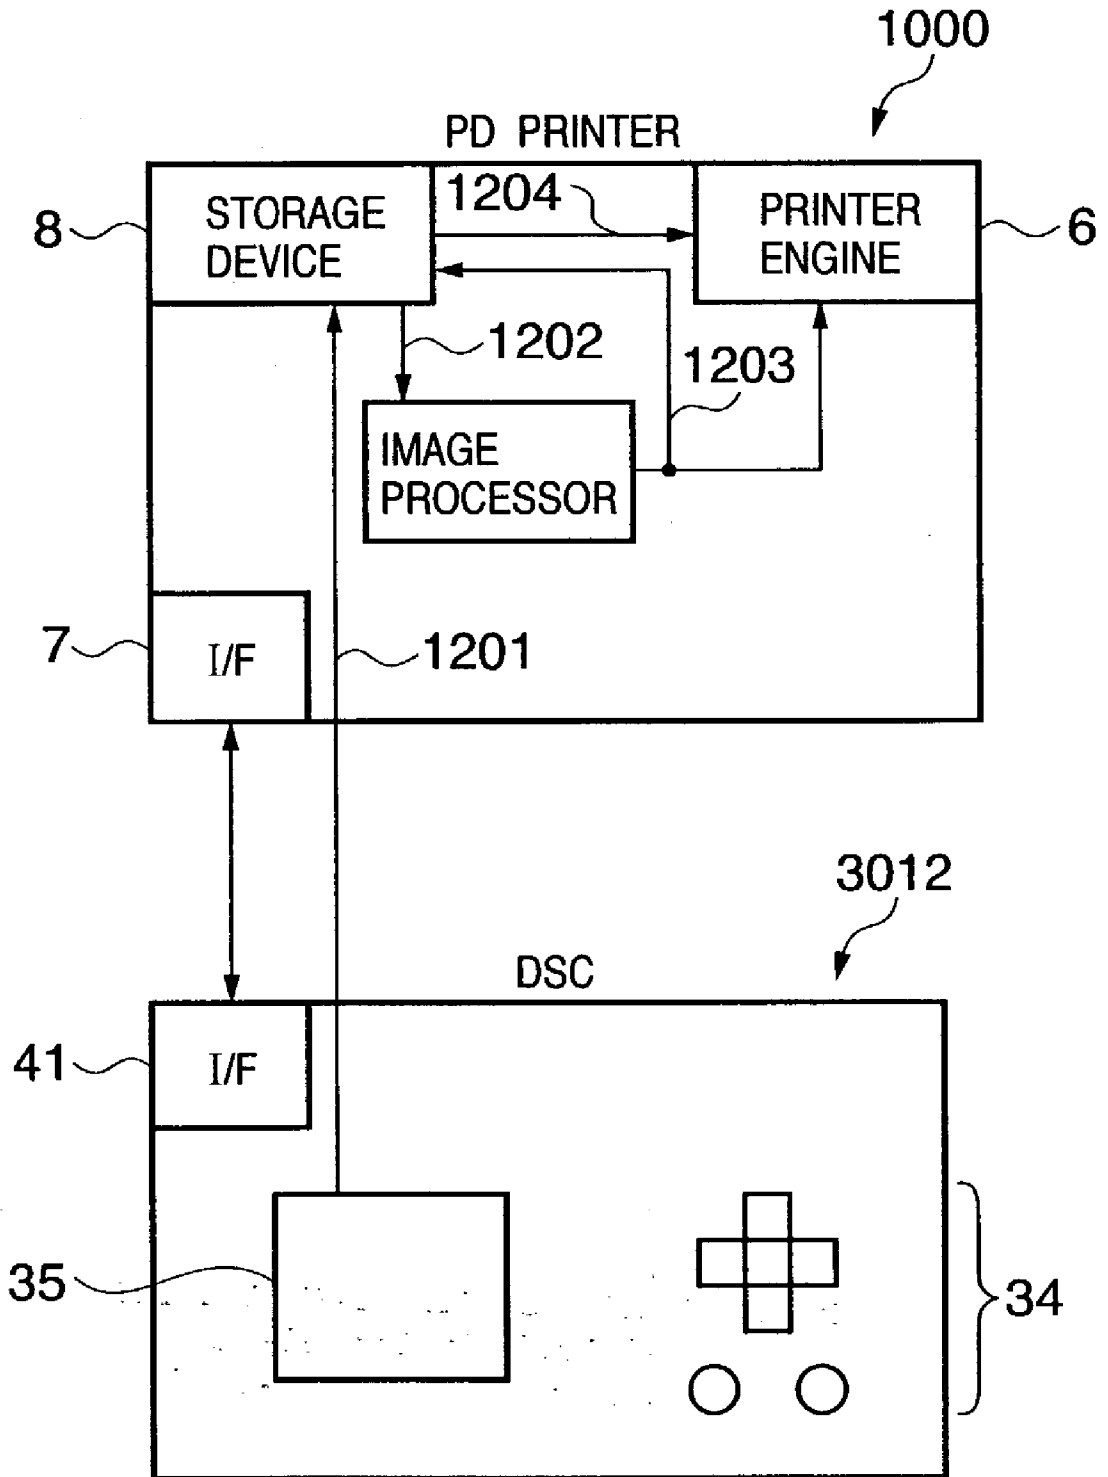 1000
PD PRINTER
STORAGE
DEVICE
1204
PRINTER
ENGINE
8
6
1202
1203
IMAGE
PROCESSOR
7
I/F
1201
3012
DSC
41
I/F
35
34